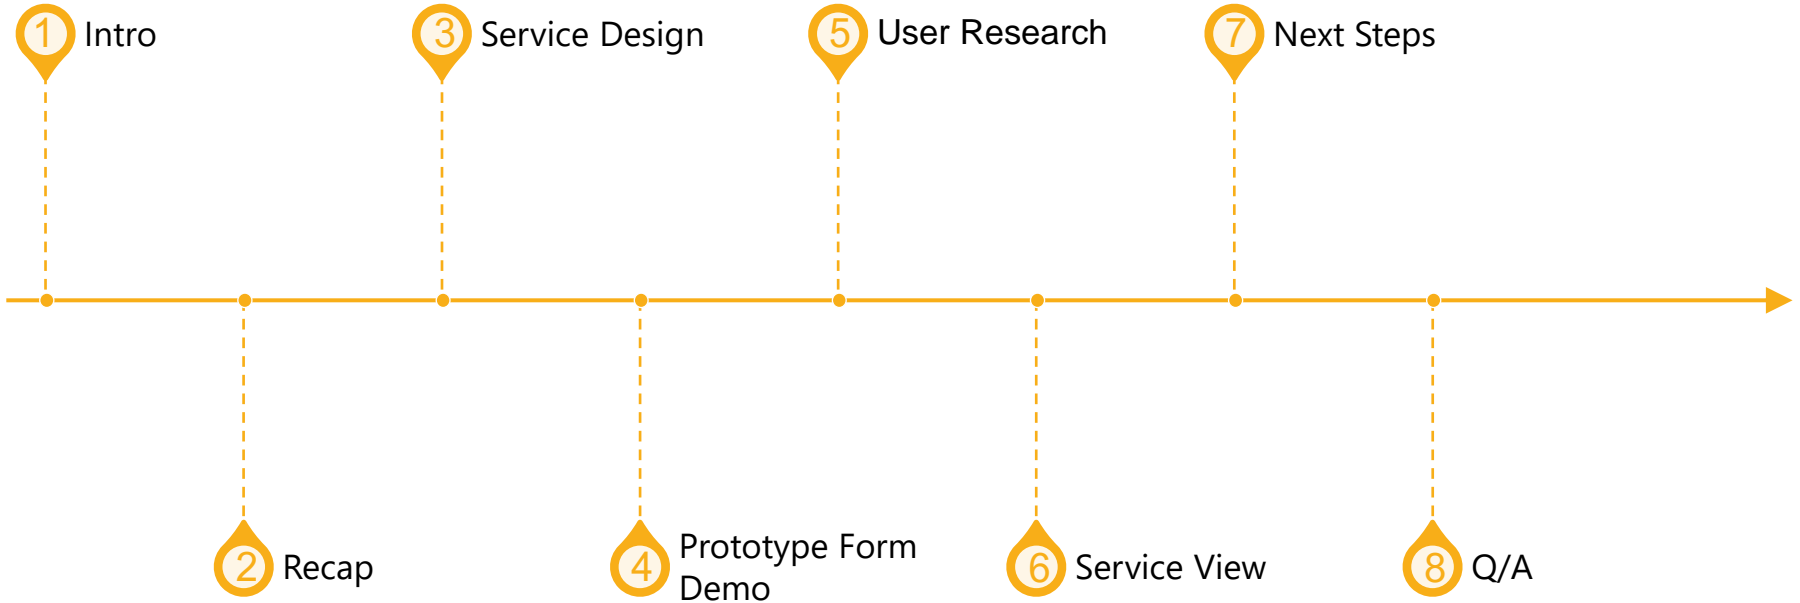 1 Intro
2 Recap
3 Service Design
4 Prototype Form
Demo
5 User Research
6 Service View
7 Next Steps
8 Q/A